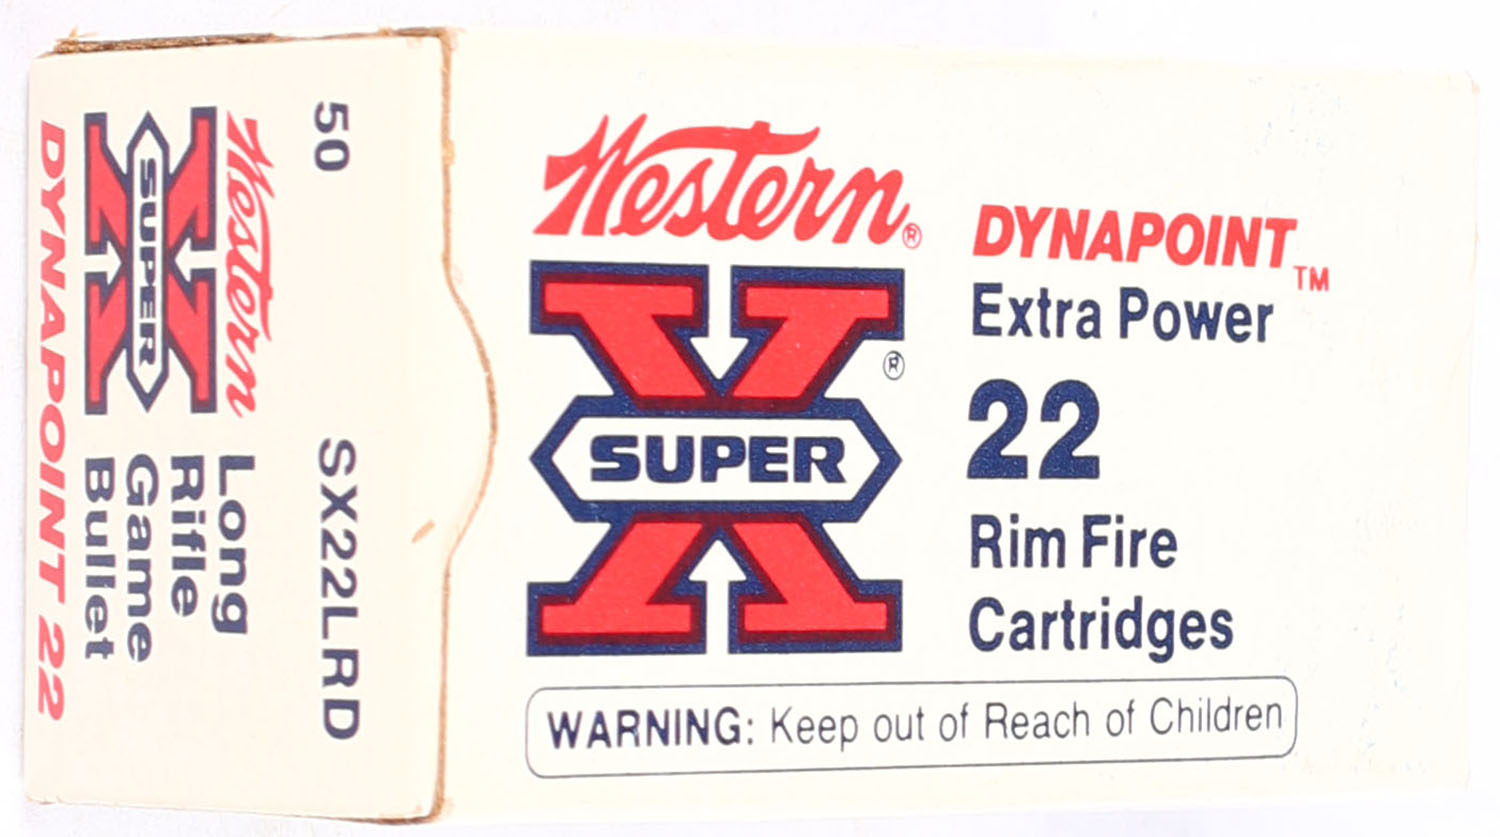 50 SX22LRD
Western
SUPER X
Long
Rifle
Game
Bullet
DYNAPOINT 22
Western®
SUPER X®
DYNAPOINT™
Extra Power
22
Rim Fire
Cartridges
WARNING: Keep out of Reach of Children